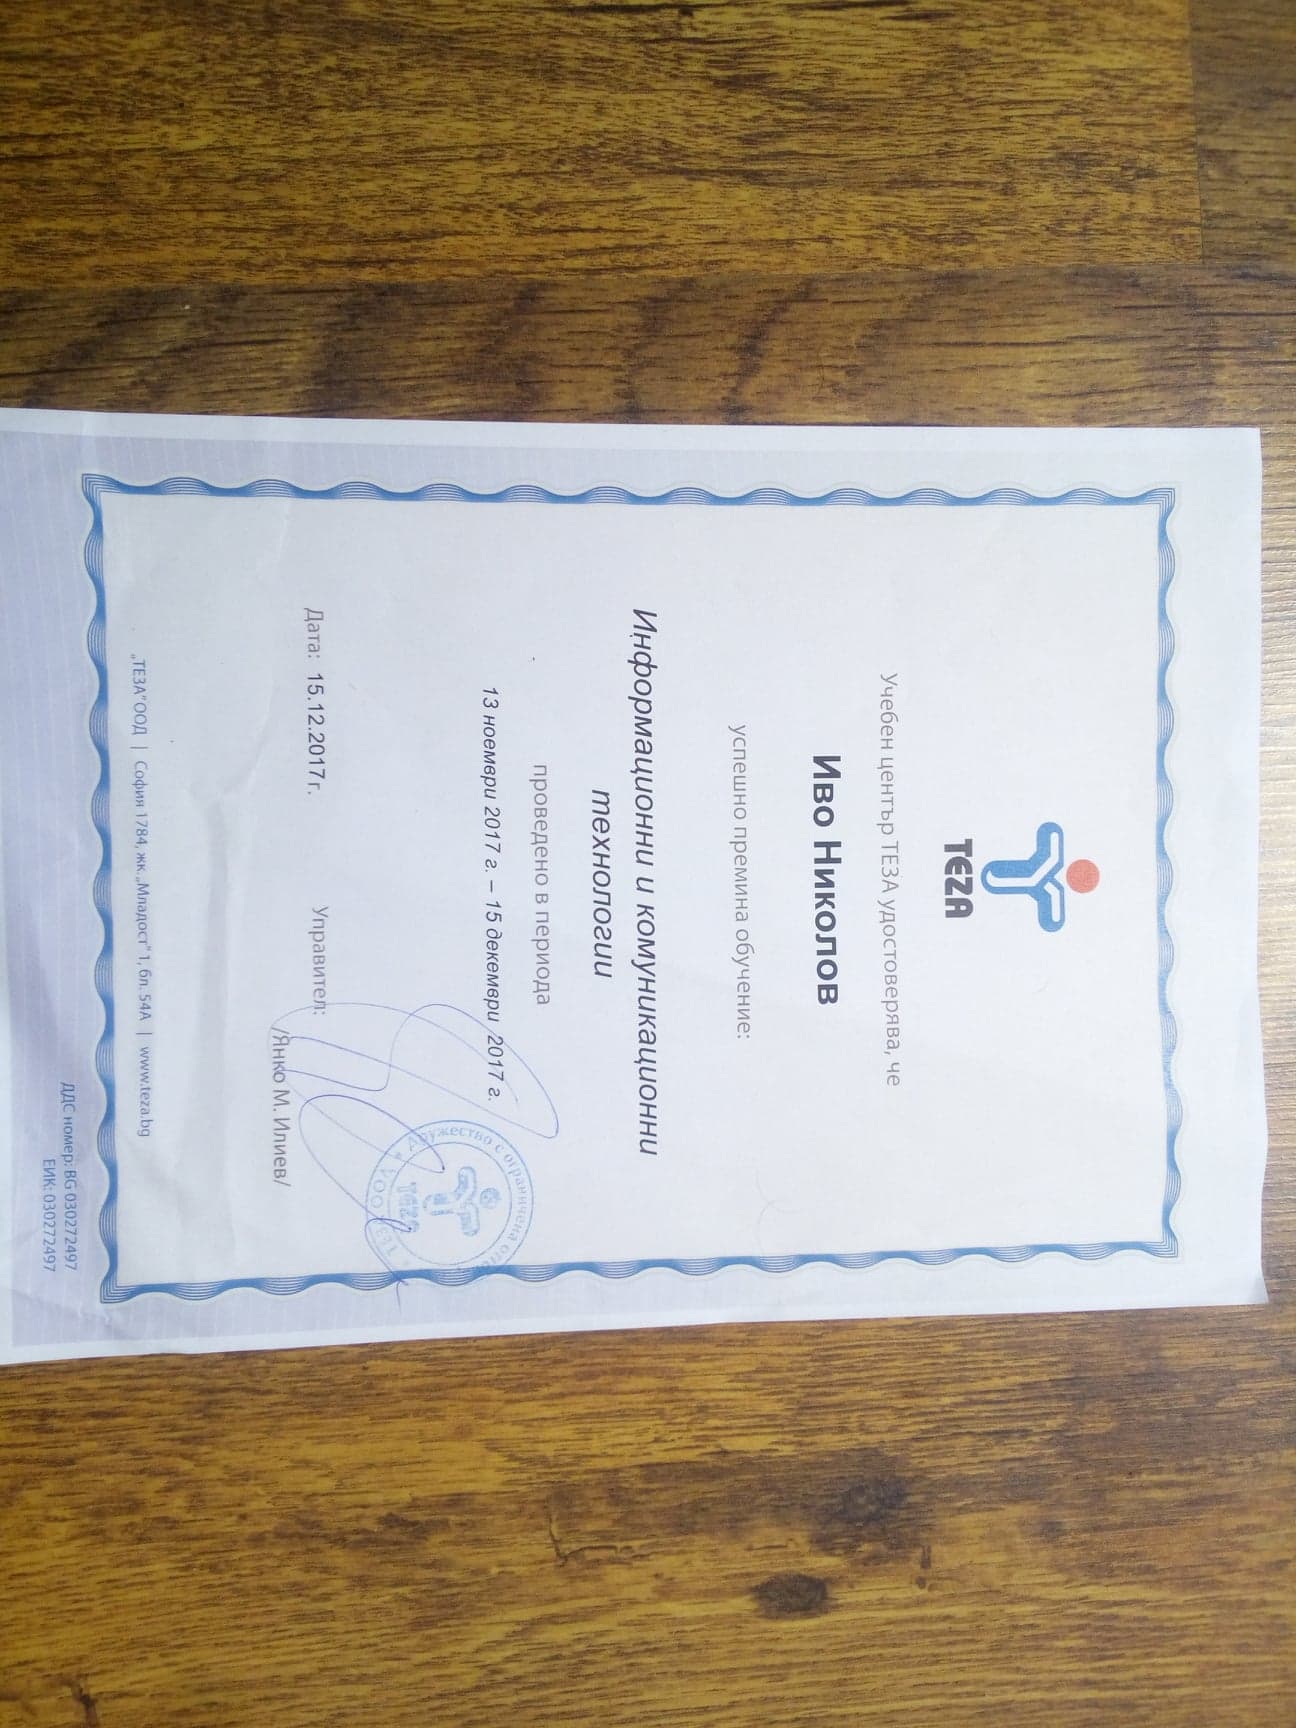 TEZA
Учебен център ТЕЗА удостоверява, че
Иво Николов
успешно премина обучение:
Информационни и комуникационни
технологии
проведено в периода
13 ноември 2017 г. – 15 декември 2017 г.
Дружество с ограничена
TEZA
* ТЕЗА ООД *
Дата: 15.12.2017г.
Управител:
/Янко М. Илиев/
„ТЕЗА“ ООД | София 1784, жк. „Младост“ 1, бл. 54А | www.teza.bg
ДДС номер: BG 030272497
ЕИК: 030272497